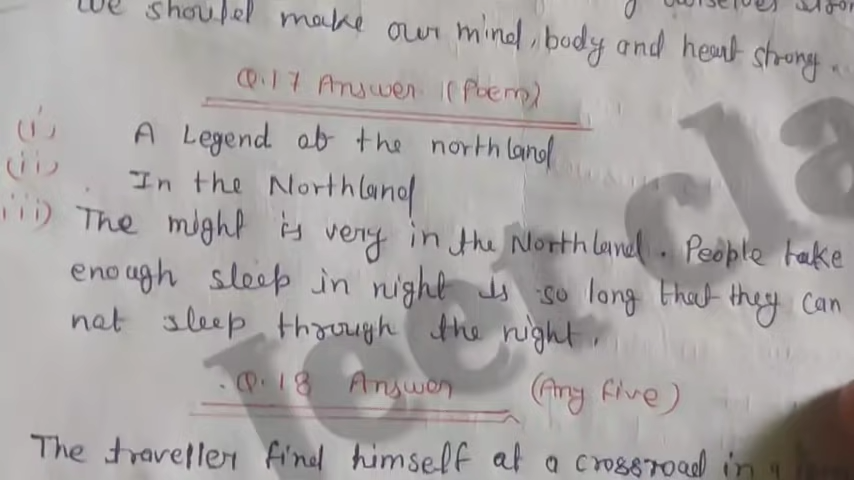 We should make our mind, body and heart strong.
Q.17 Answer (Poem)
(i) A Legend ob the northland
(ii) In the Northland
iii) The might is very in the Northland. People take
enough sleep in night is so long that they can
not sleep through the night.
Q.18 Answer (Any five)
The traveller find himself at a crossroad in